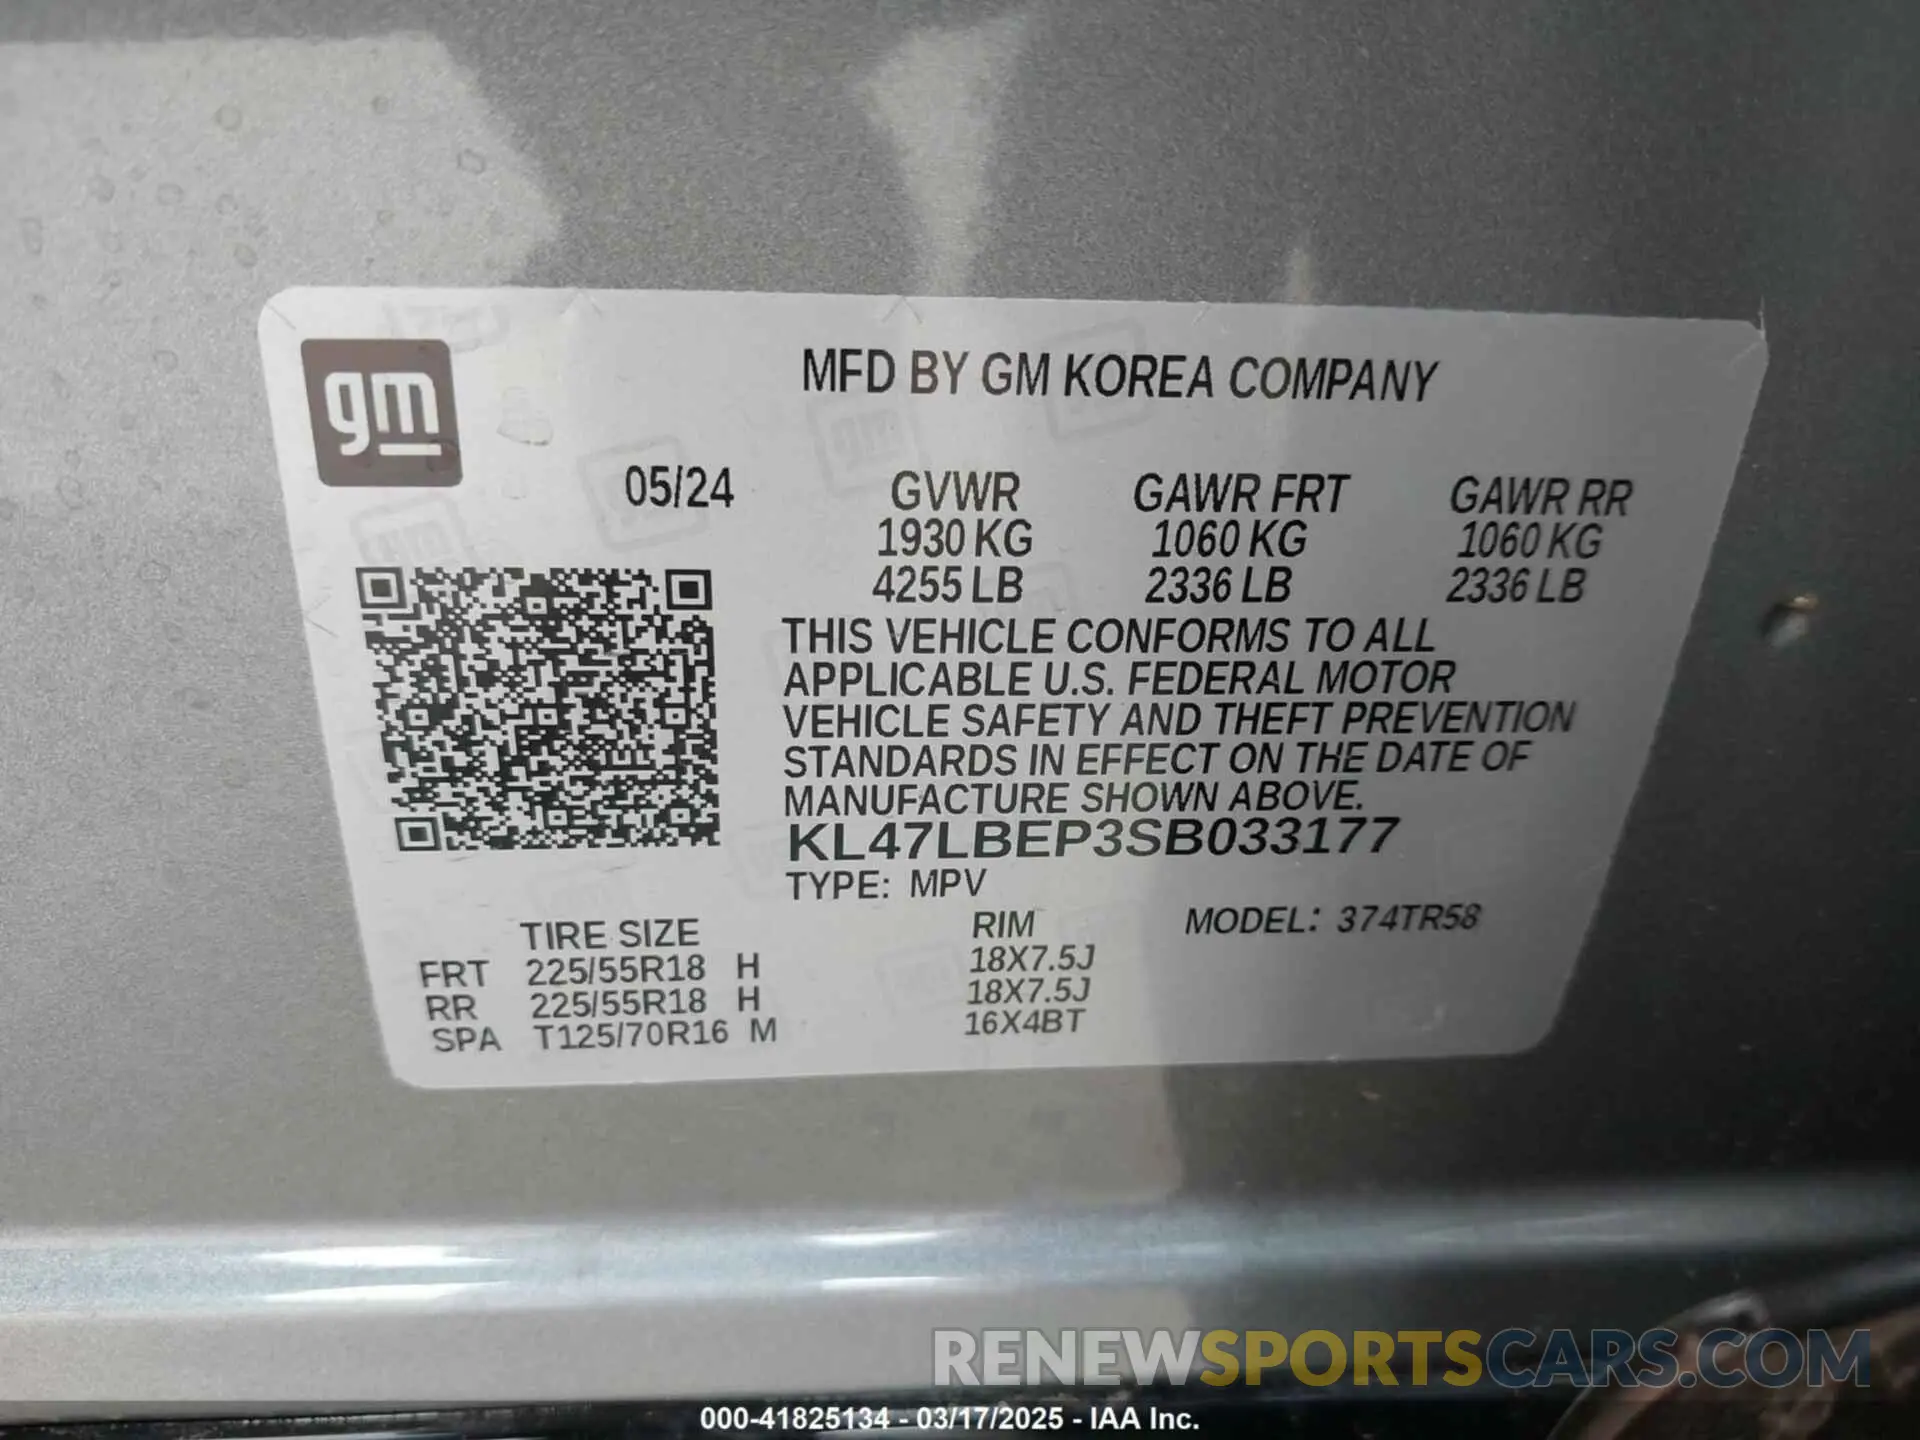 gm
MFD BY GM KOREA COMPANY
05/24
GVWR GAWR FRT GAWR RR
1930 KG 1060 KG 1060 KG
4255 LB 2336 LB 2336 LB
THIS VEHICLE CONFORMS TO ALL
APPLICABLE U.S. FEDERAL MOTOR
VEHICLE SAFETY AND THEFT PREVENTION
STANDARDS IN EFFECT ON THE DATE OF
MANUFACTURE SHOWN ABOVE.
KL47LBEP3SB033177
TYPE: MPV
TIRE SIZE RIM MODEL: 374TR58
FRT 225/55R18 H 18X7.5J
RR 225/55R18 H 18X7.5J
SPA T125/70R16 M 16X4BT
RENEWSPORTSCARS.COM
000-41825134 - 03/17/2025 - IAA Inc.